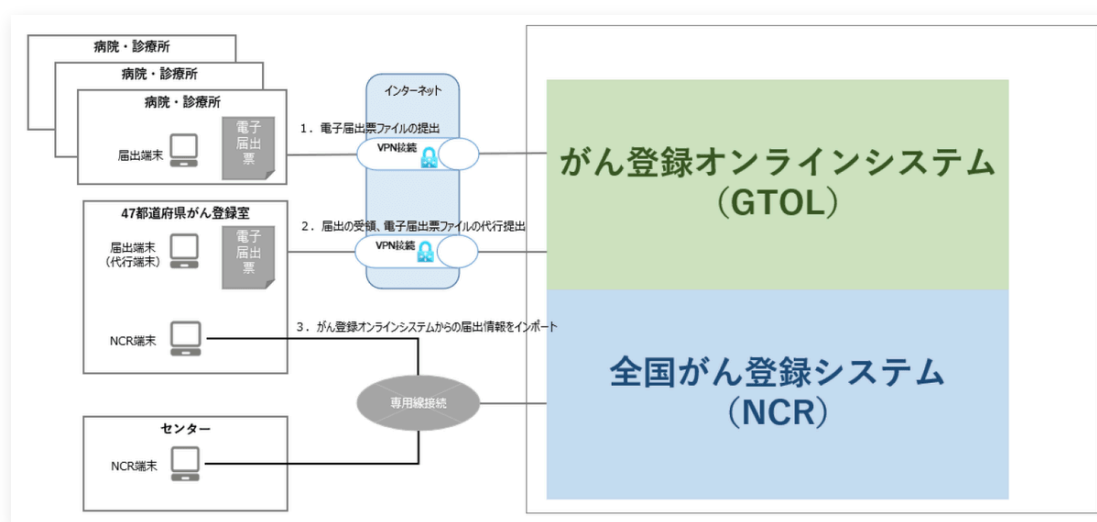 病院・診療所
病院・診療所
病院・診療所
届出端末
電子
届出
票
1．電子届出票ファイルの提出
インターネット
VPN接続
47都道府県がん登録室
届出端末
（代行端末）
電子
届出
票
2．届出の受領、電子届出票ファイルの代行提出
VPN接続
NCR端末
3．がん登録オンラインシステムからの届出情報をインポート
専用線接続
センター
NCR端末
がん登録オンラインシステム
（GTOL）
全国がん登録システム
（NCR）